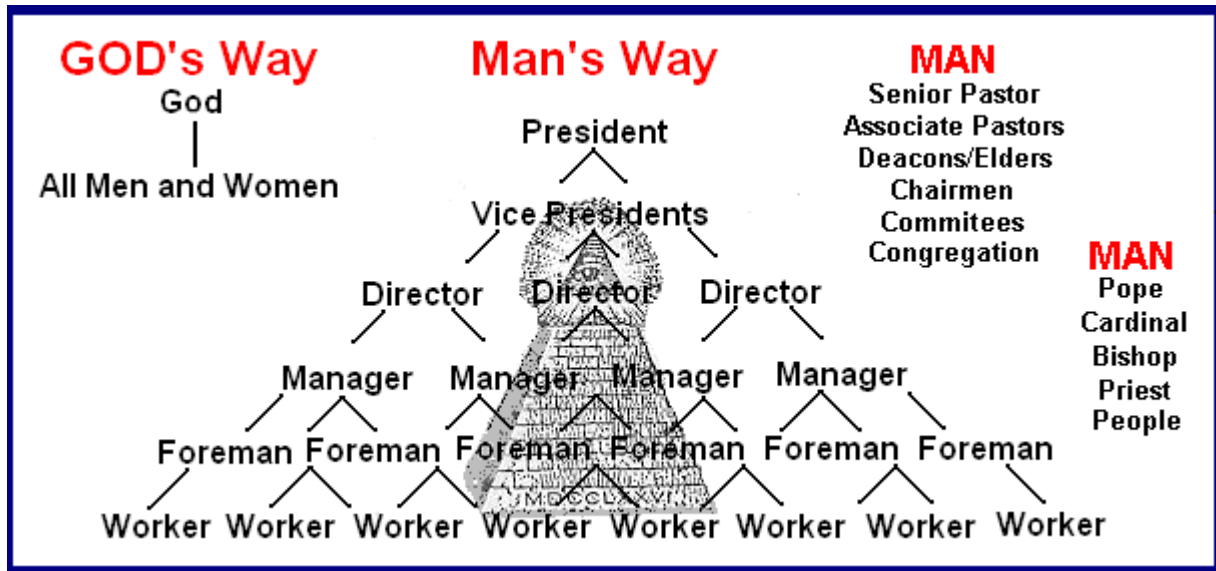 GOD's Way
God
All Men and Women
Man's Way
President
Vice Presidents
Director Director Director
Manager Manager Manager Manager
Foreman Foreman Foreman Foreman Foreman Foreman
MDCCLXXVI
Worker Worker Worker Worker Worker Worker Worker Worker
MAN
Senior Pastor
Associate Pastors
Deacons/Elders
Chairmen
Commitees
Congregation
MAN
Pope
Cardinal
Bishop
Priest
People